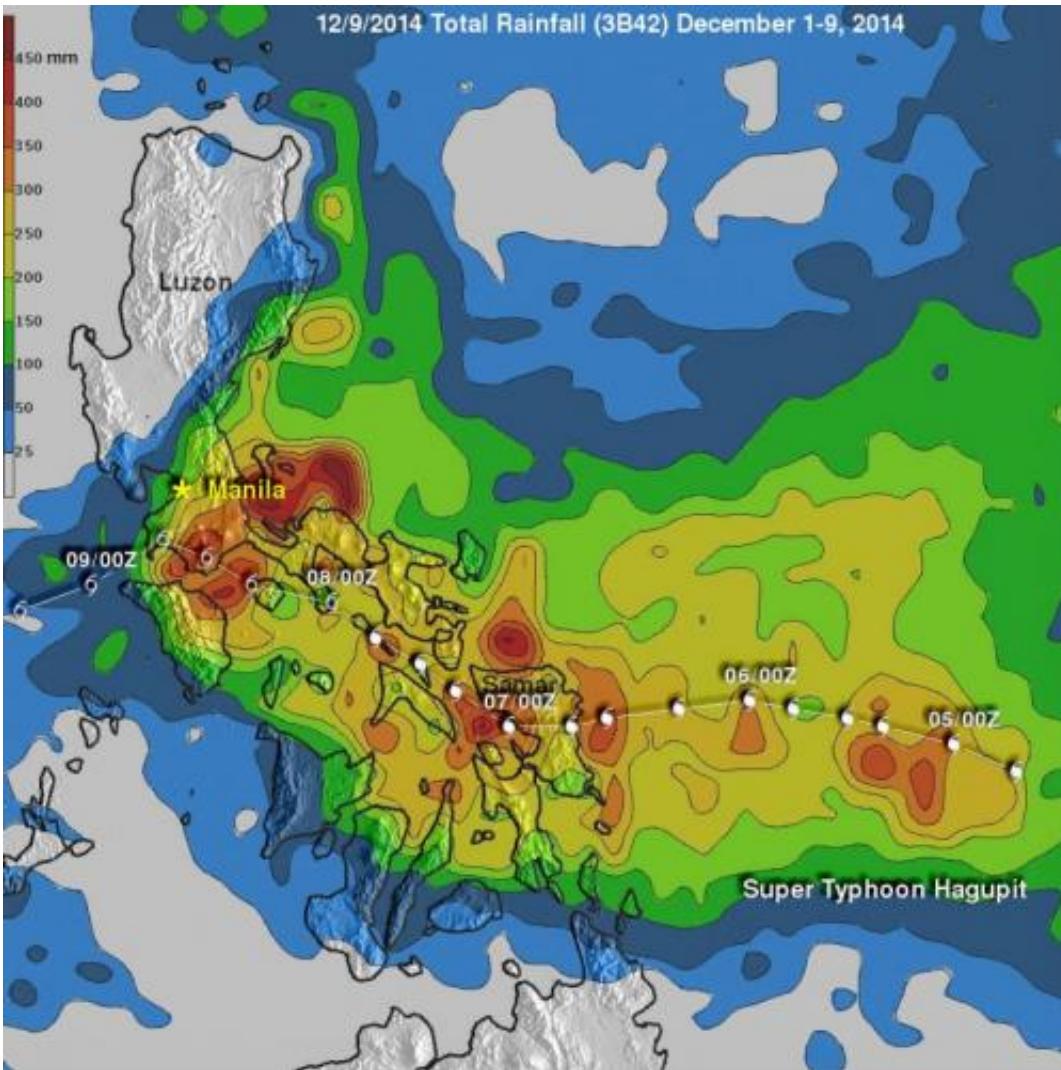 12/9/2014 Total Rainfall (3B42) December 1-9, 2014
450 mm
400
350
300
250
200
150
100
50
25
Luzon
Manila
09/00Z
08/00Z
Samar
07/00Z
06/00Z
05/00Z
Super Typhoon Hagupit